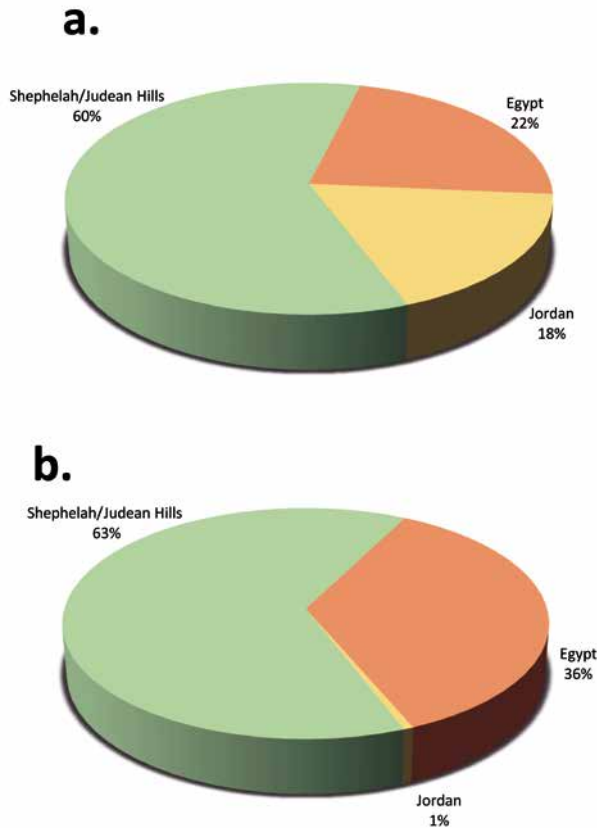 a.
Shephelah/Judean Hills
60%
Egypt
22%
Jordan
18%
b.
Shephelah/Judean Hills
63%
Egypt
36%
Jordan
1%